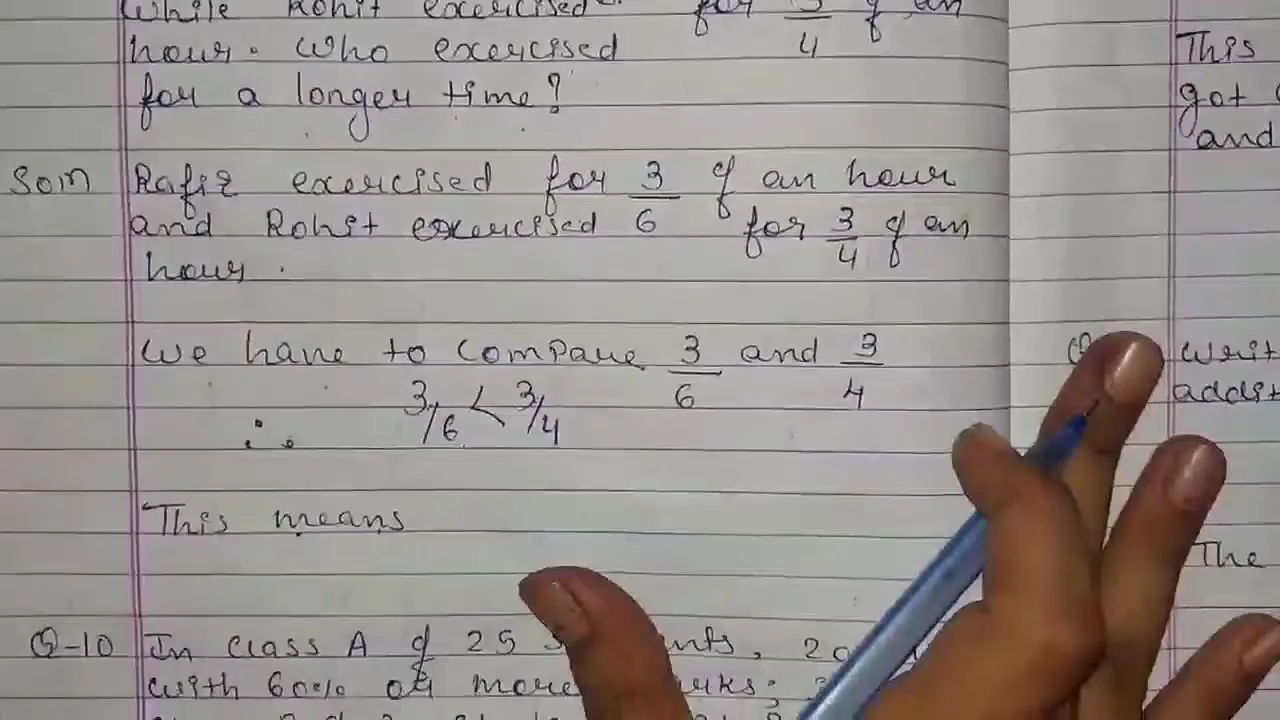 While Rohit exercised for 3/4 of an
hour. Who exercised
for a longer time?
Som Rafiz exercised for 3/6 of an hour
and Rohit exercised for 3/4 of an
hour.
We have to compare 3/6 and 3/4
∴ 3/6 < 3/4
This means
Q-10 In Class A of 25
with 60% or more
This
got
and
Writ
addit
The